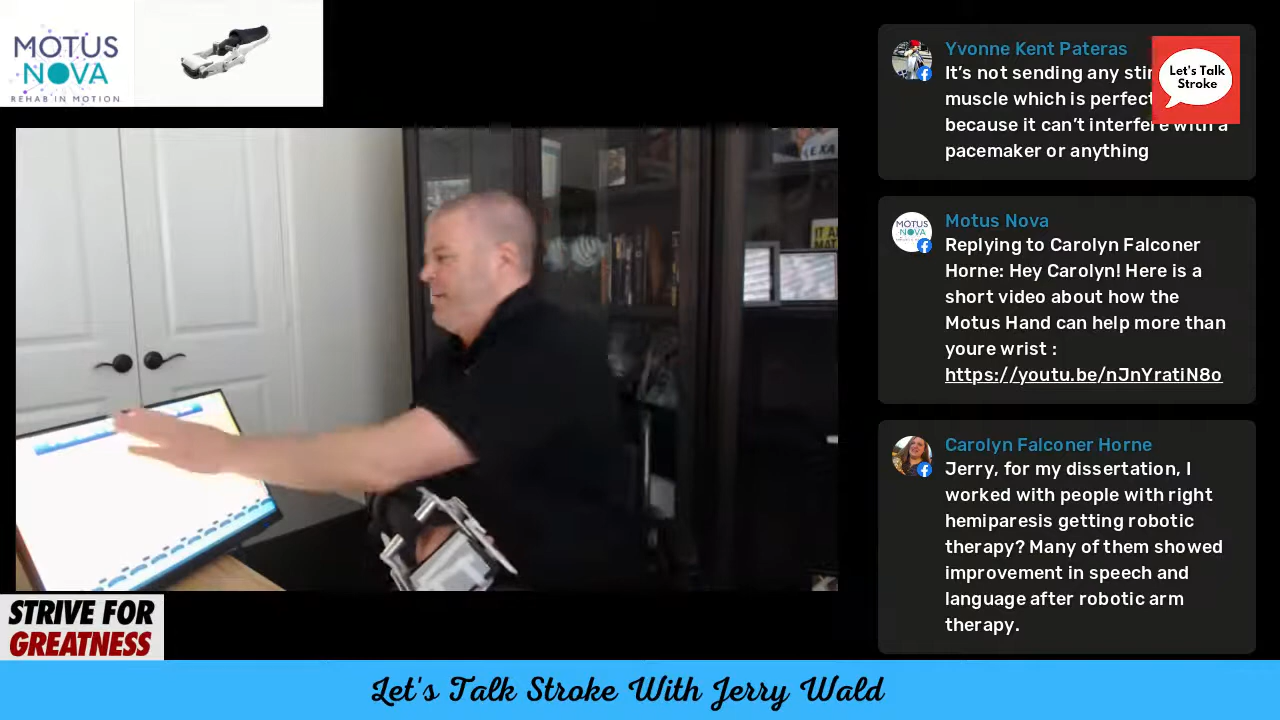 MOTUS
NOVA
REHAB IN MOTION
Yvonne Kent Pateras
It’s not sending any
muscle which is perfect
because it can’t interfere with a
pacemaker or anything
Let's Talk
Stroke
Motus Nova
Replying to Carolyn Falconer
Horne: Hey Carolyn! Here is a
short video about how the
Motus Hand can help more than
youre wrist :
https://youtu.be/nJnYratiN8o
Carolyn Falconer Horne
Jerry, for my dissertation, I
worked with people with right
hemiparesis getting robotic
therapy? Many of them showed
improvement in speech and
language after robotic arm
therapy.
STRIVE FOR
GREATNESS
Let's Talk Stroke With Jerry Wald